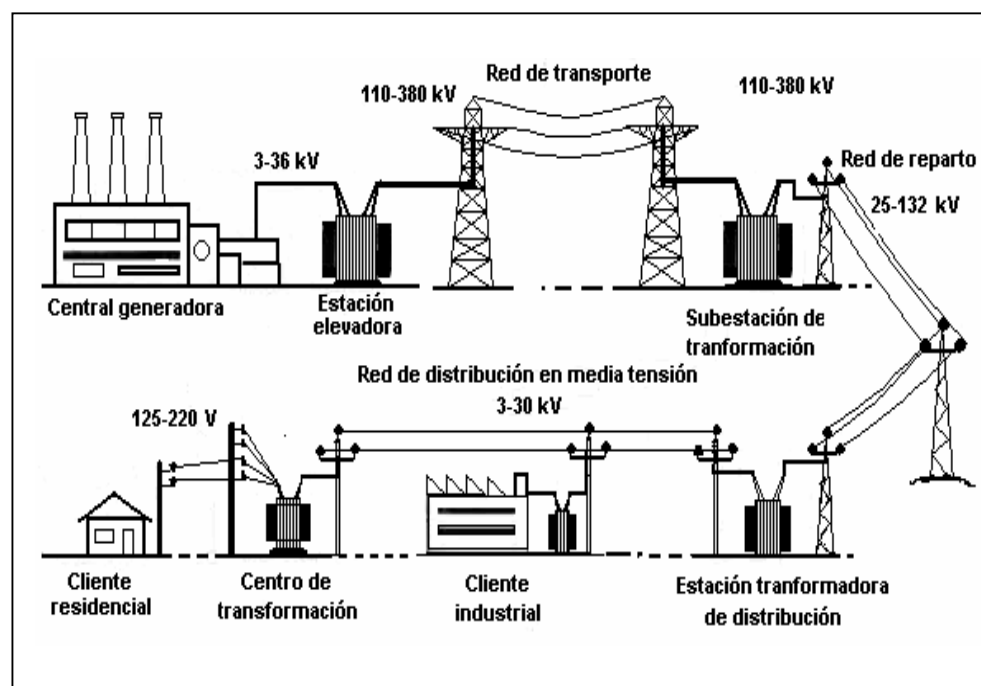 Red de transporte
110-380 kV
110-380 kV
3-36 kV
Red de reparto
25-132 kV
Central generadora
Estación
elevadora
Subestación de
tranformación
Red de distribución en media tensión
3-30 kV
125-220 V
Cliente
residencial
Centro de
transformación
Cliente
industrial
Estación tranformadora
de distribución